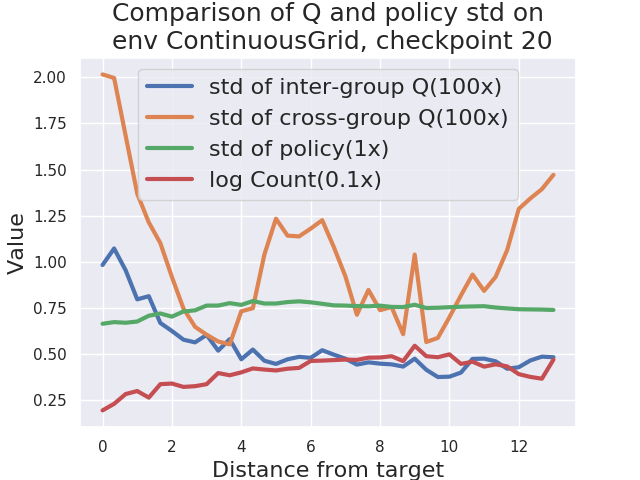 Comparison of Q and policy std on
env ContinuousGrid, checkpoint 20
2.00
1.75
1.50
1.25
1.00
0.75
0.50
0.25
Value
std of inter-group Q(100x)
std of cross-group Q(100x)
std of policy(1x)
log Count(0.1x)
0 2 4 6 8 10 12
Distance from target